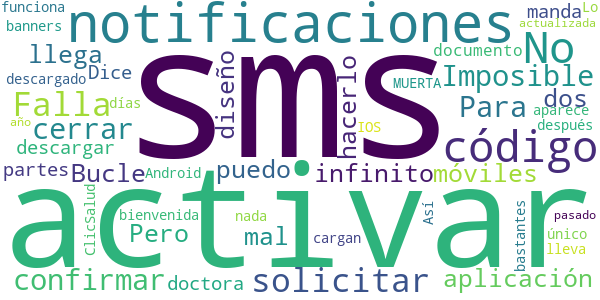 funciona
notificaciones
manda
Lo
banners
actualizada
llega
diseño
No
documento
descargado
Dice
sms
hacerlo
MUERTA
Imposible
Falla
días
IOS
Para
dos
año
cerrar
código
aparece
después
descargar
partes
Bucle
Android
puedo
infinito
móviles
activar
ClicSalud
bienvenida
nada
Así
bastantes
pasado
Pero
mal
cargan
único
lleva
confirmar
doctora
solicitar
aplicación